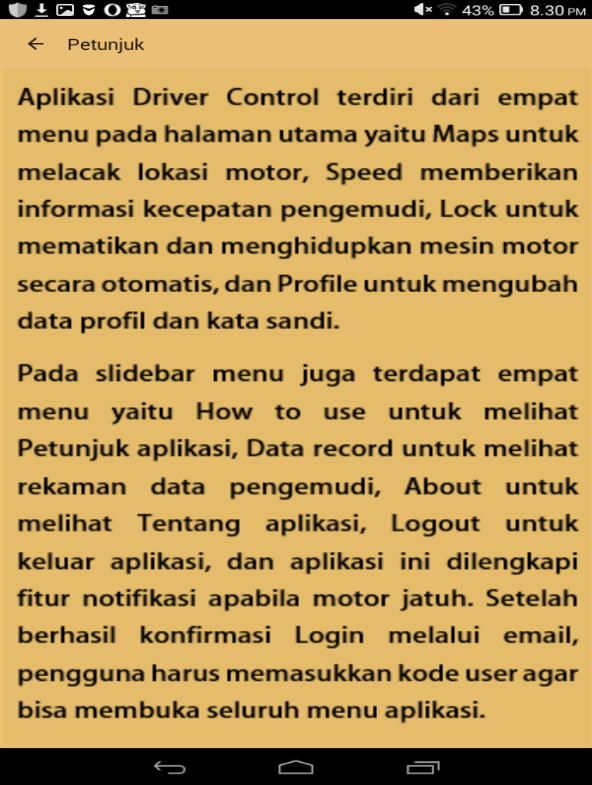 43% 8.30 PM
Petunjuk
Aplikasi Driver Control terdiri dari empat
menu pada halaman utama yaitu Maps untuk
melacak lokasi motor, Speed memberikan
informasi kecepatan pengemudi, Lock untuk
mematikan dan menghidupkan mesin motor
secara otomatis, dan Profile untuk mengubah
data profil dan kata sandi.
Pada slidebar menu juga terdapat empat
menu yaitu How to use untuk melihat
Petunjuk aplikasi, Data record untuk melihat
rekaman data pengemudi, About untuk
melihat Tentang aplikasi, Logout untuk
keluar aplikasi, dan aplikasi ini dilengkapi
fitur notifikasi apabila motor jatuh. Setelah
berhasil konfirmasi Login melalui email,
pengguna harus memasukkan kode user agar
bisa membuka seluruh menu aplikasi.